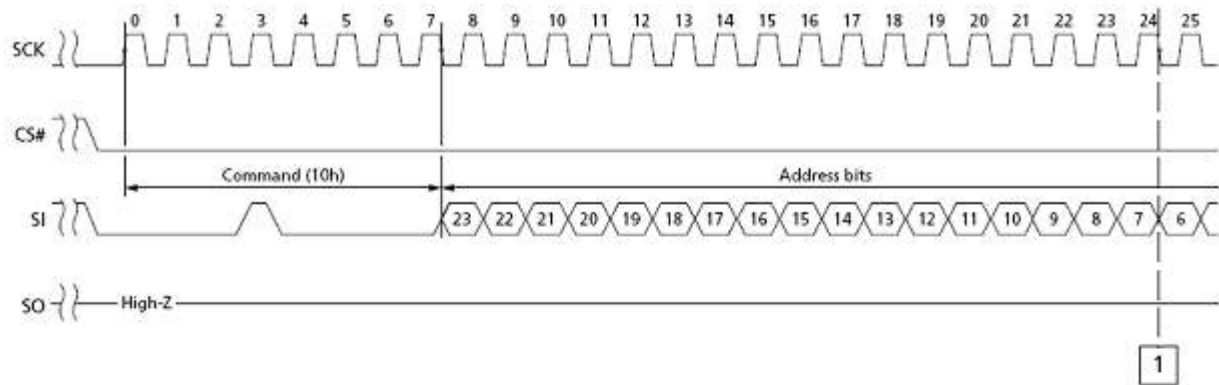 0 1 2 3 4 5 6 7 8 9 10 11 12 13 14 15 16 17 18 19 20 21 22 23 24 25
SCK
CS#
Command (10h) Address bits
SI 23 22 21 20 19 18 17 16 15 14 13 12 11 10 9 8 7 6
SO High-Z
1